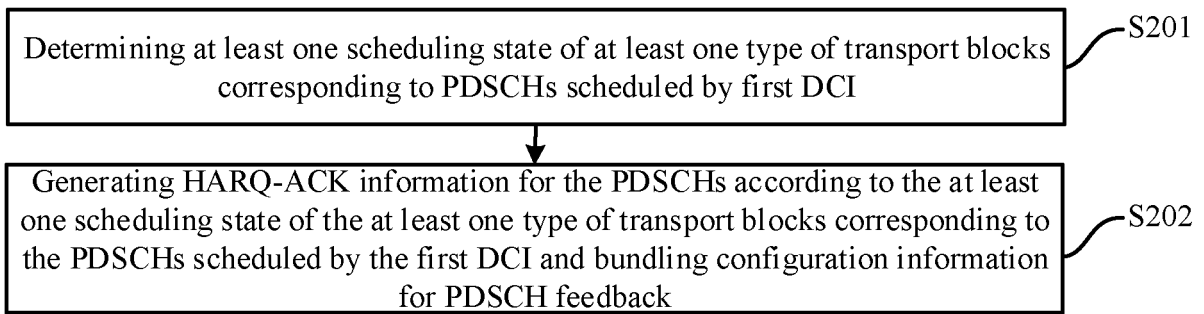 Determining at least one scheduling state of at least one type of transport blocks
corresponding to PDSCHs scheduled by first DCI
S201
Generating HARQ-ACK information for the PDSCHs according to the at least
one scheduling state of the at least one type of transport blocks corresponding to
the PDSCHs scheduled by the first DCI and bundling configuration information
for PDSCH feedback
S202